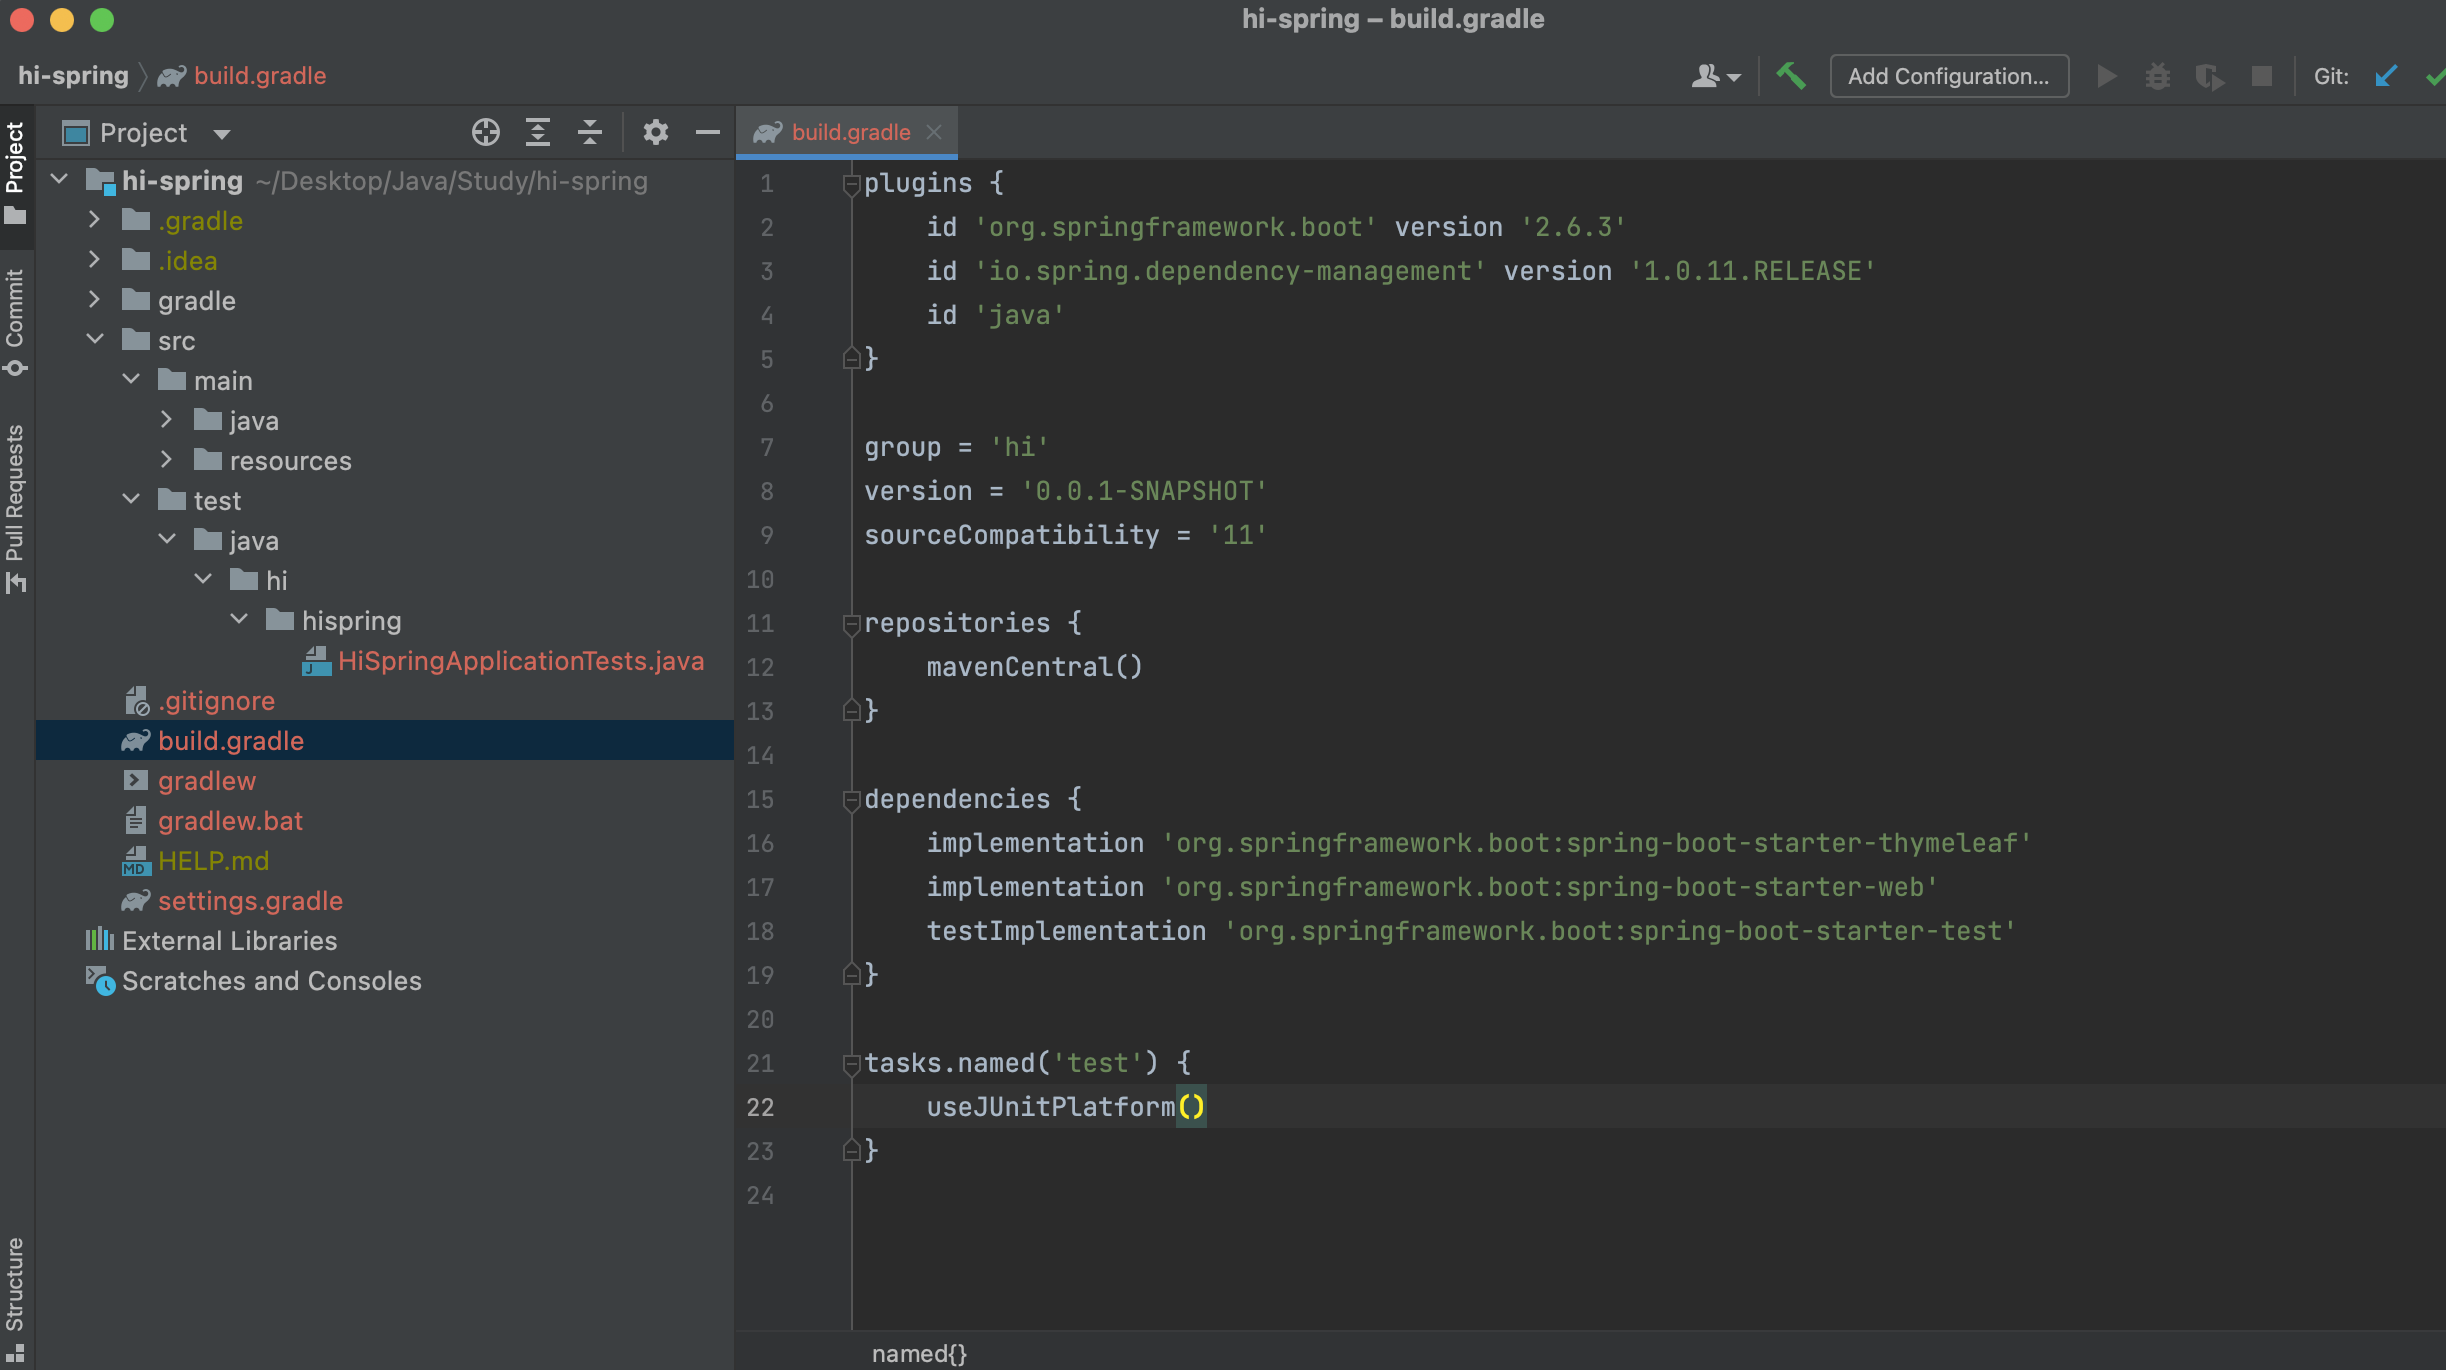 hi-spring – build.gradle
hi-spring build.gradle
Add Configuration...
Git:
Project
Commit
Pull Requests
Structure
Project
hi-spring ~/Desktop/Java/Study/hi-spring
.gradle
.idea
gradle
src
main
java
resources
test
java
hi
hispring
HiSpringApplicationTests.java
.gitignore
build.gradle
gradlew
gradlew.bat
MD HELP.md
settings.gradle
External Libraries
Scratches and Consoles
build.gradle
1 plugins {
2 id 'org.springframework.boot' version '2.6.3'
3 id 'io.spring.dependency-management' version '1.0.11.RELEASE'
4 id 'java'
5 }
6
7 group = 'hi'
8 version = '0.0.1-SNAPSHOT'
9 sourceCompatibility = '11'
10
11 repositories {
12 mavenCentral()
13 }
14
15 dependencies {
16 implementation 'org.springframework.boot:spring-boot-starter-thymeleaf'
17 implementation 'org.springframework.boot:spring-boot-starter-web'
18 testImplementation 'org.springframework.boot:spring-boot-starter-test'
19 }
20
21 tasks.named('test') {
22 useJUnitPlatform()
23 }
24
named{}